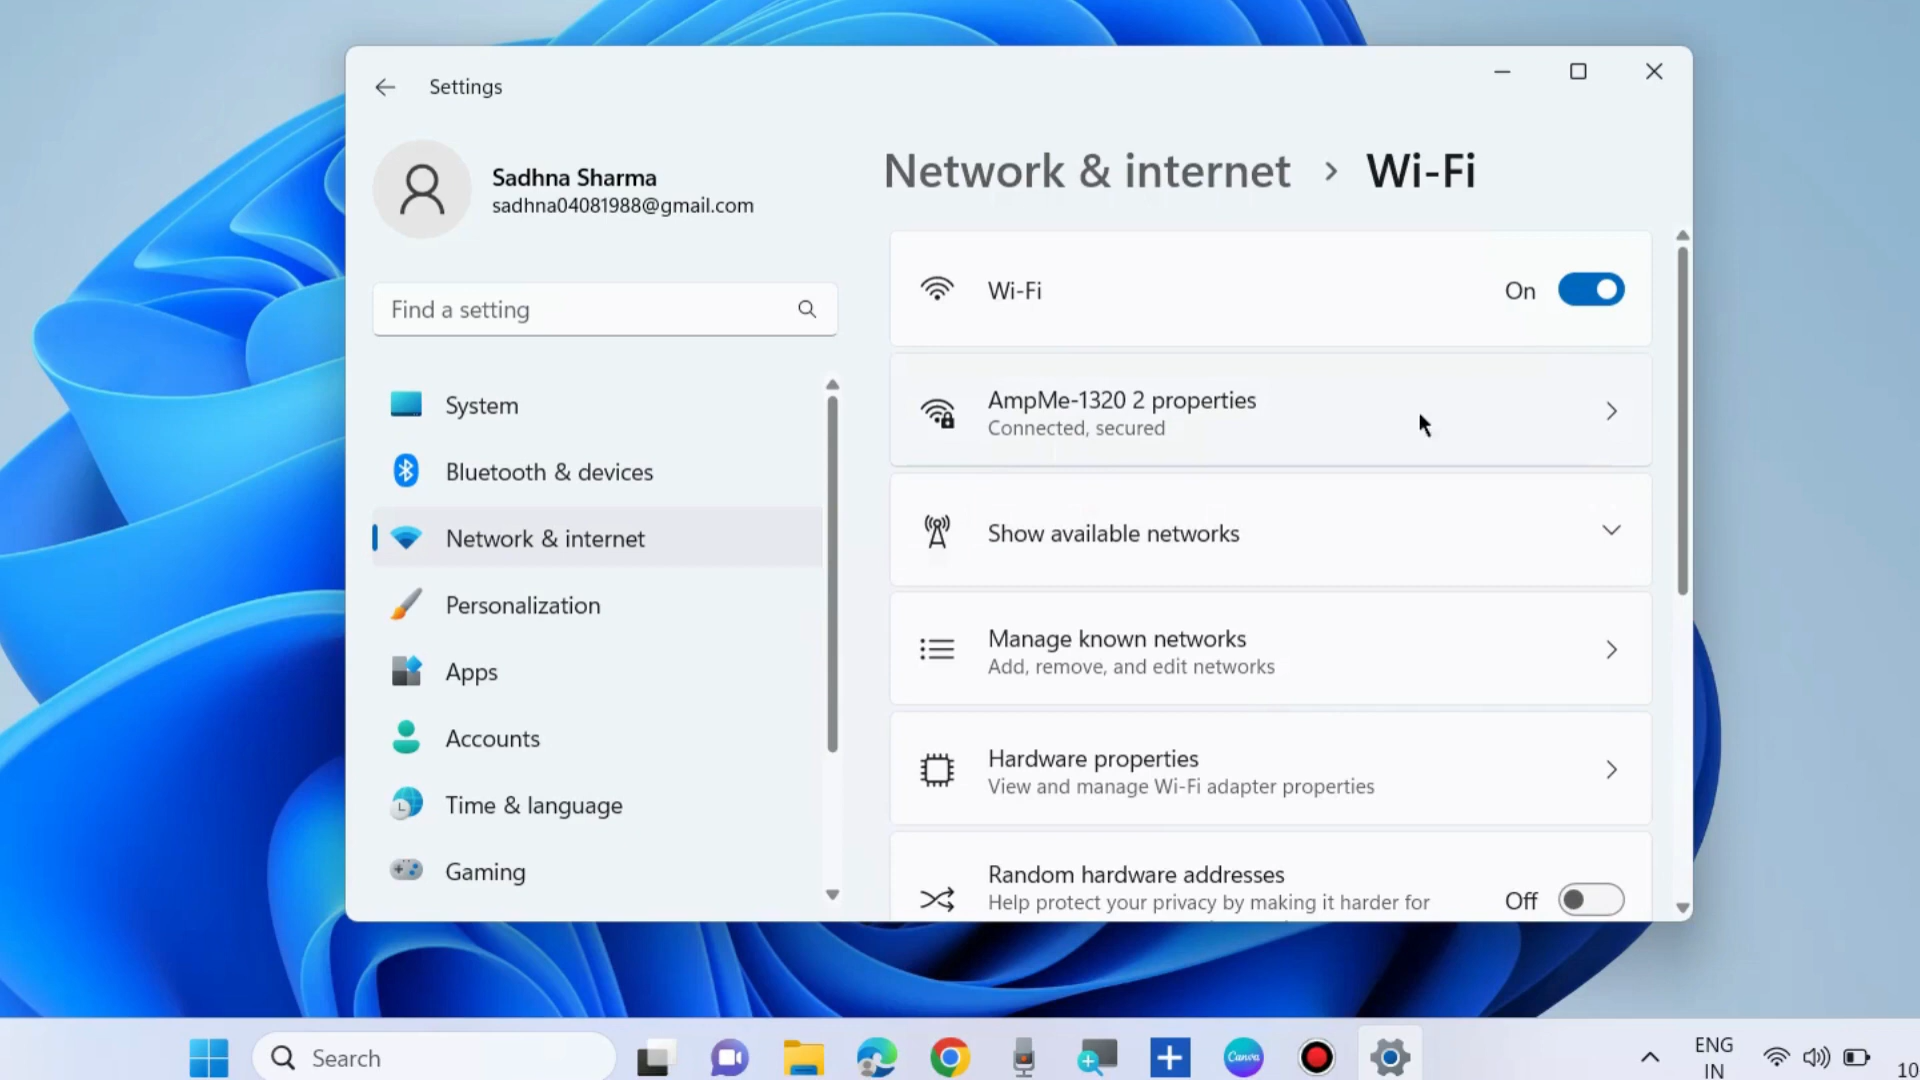 Settings
Sadhna Sharma
sadhna04081988@gmail.com
Find a setting
System
Bluetooth & devices
Network & internet
Personalization
Apps
Accounts
Time & language
Gaming
Network & internet > Wi-Fi
Wi-Fi On
AmpMe-1320 2 properties
Connected, secured
Show available networks
Manage known networks
Add, remove, and edit networks
Hardware properties
View and manage Wi-Fi adapter properties
Random hardware addresses
Help protect your privacy by making it harder for
Off
Search
Canva
ENG
IN
10